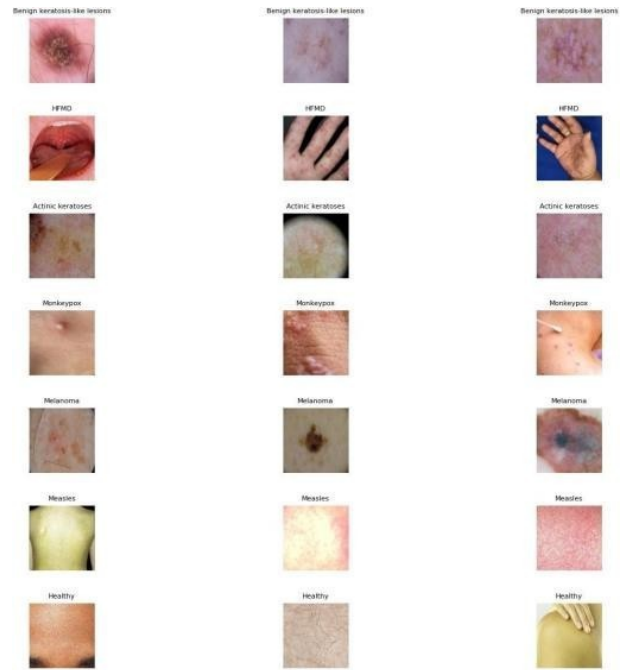 Benign keratosis-like lesions Benign keratosis-like lesions Benign keratosis-like lesions
HFMD HFMD HFMD
Actinic keratoses Actinic keratoses Actinic keratoses
Monkeypox Monkeypox Monkeypox
Melanoma Melanoma Melanoma
Measles Measles Measles
Healthy Healthy Healthy